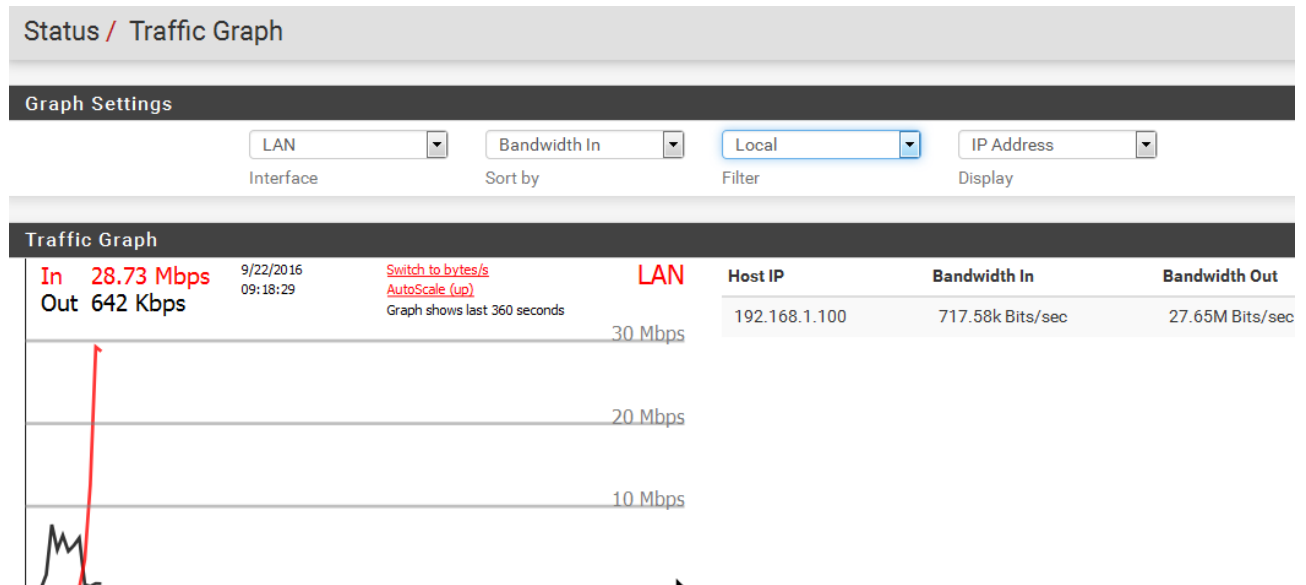 Status / Traffic Graph
Graph Settings
LAN Bandwidth In Local IP Address
Interface Sort by Filter Display
Traffic Graph
In 28.73 Mbps 9/22/2016 Switch to bytes/s LAN
Out 642 Kbps 09:18:29 AutoScale (up)
Graph shows last 360 seconds
30 Mbps
20 Mbps
10 Mbps
Host IP Bandwidth In Bandwidth Out
192.168.1.100 717.58k Bits/sec 27.65M Bits/sec